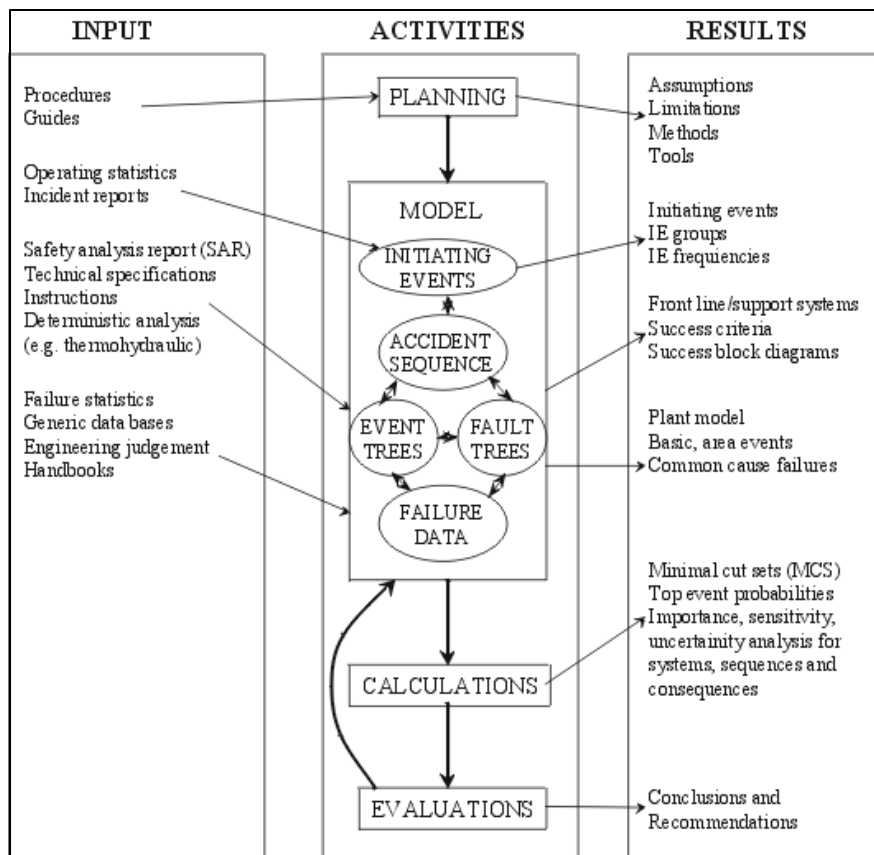 INPUT
Procedures
Guides
Operating statistics
Incident reports
Safety analysis report (SAR)
Technical specifications
Instructions
Deterministic analysis
(e.g. thermohydraulic)
Failure statistics
Generic data bases
Engineering judgement
Handbooks
ACTIVITIES
PLANNING
MODEL
INITIATING
EVENTS
ACCIDENT
SEQUENCE
EVENT
TREES
FAULT
TREES
FAILURE
DATA
CALCULATIONS
EVALUATIONS
RESULTS
Assumptions
Limitations
Methods
Tools
Initiating events
IE groups
IE frequiencies
Front line/support systems
Success criteria
Success block diagrams
Plant model
Basic, area events
Common cause failures
Minimal cut sets (MCS)
Top event probabilities
Importance, sensitivity,
uncertainity analysis for
systems, sequences and
consequences
Conclusions and
Recommendations